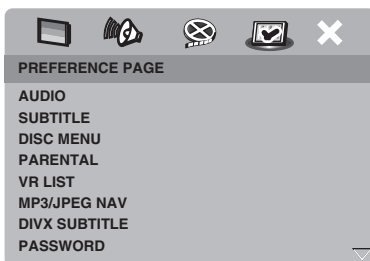 PREFERENCE PAGE
AUDIO
SUBTITLE
DISC MENU
PARENTAL
VR LIST
MP3/JPEG NAV
DIVX SUBTITLE
PASSWORD